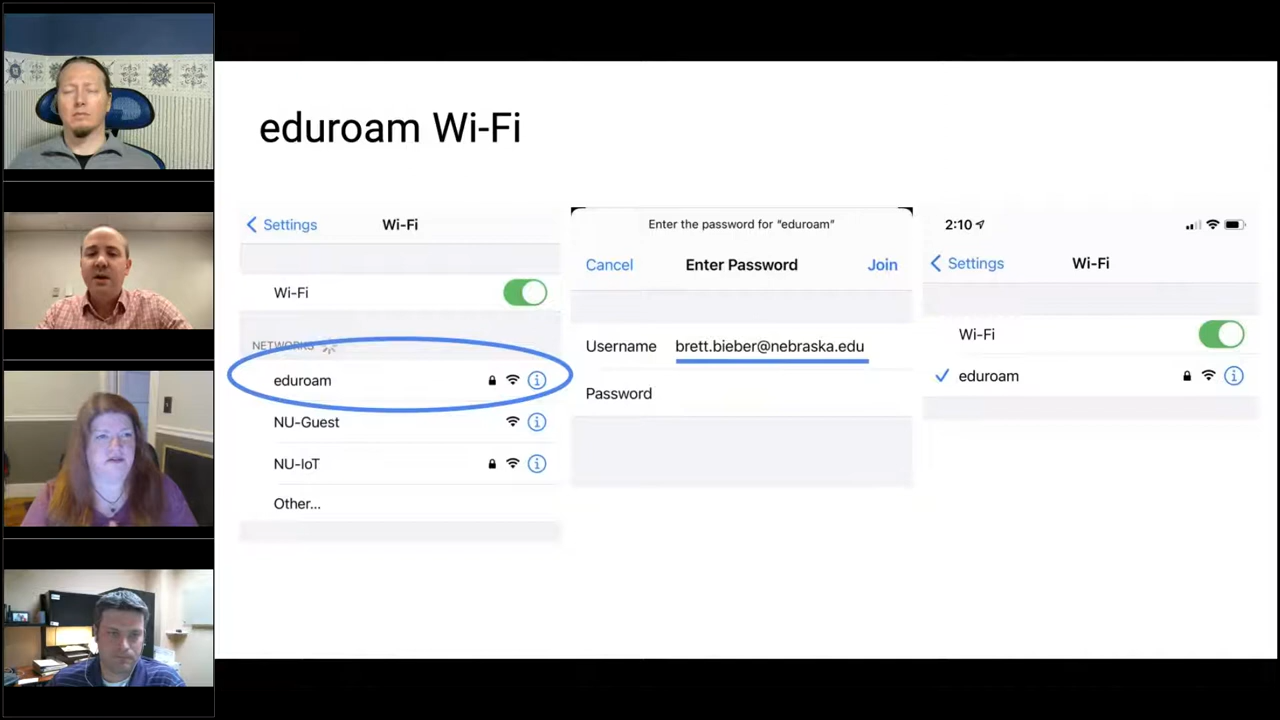 eduroam Wi-Fi
Settings Wi-Fi
Wi-Fi
NETWORKS
eduroam
NU-Guest
NU-IoT
Other...
Enter the password for “eduroam”
Cancel Enter Password Join
Username brett.bieber@nebraska.edu
Password
2:10
Settings Wi-Fi
Wi-Fi
eduroam